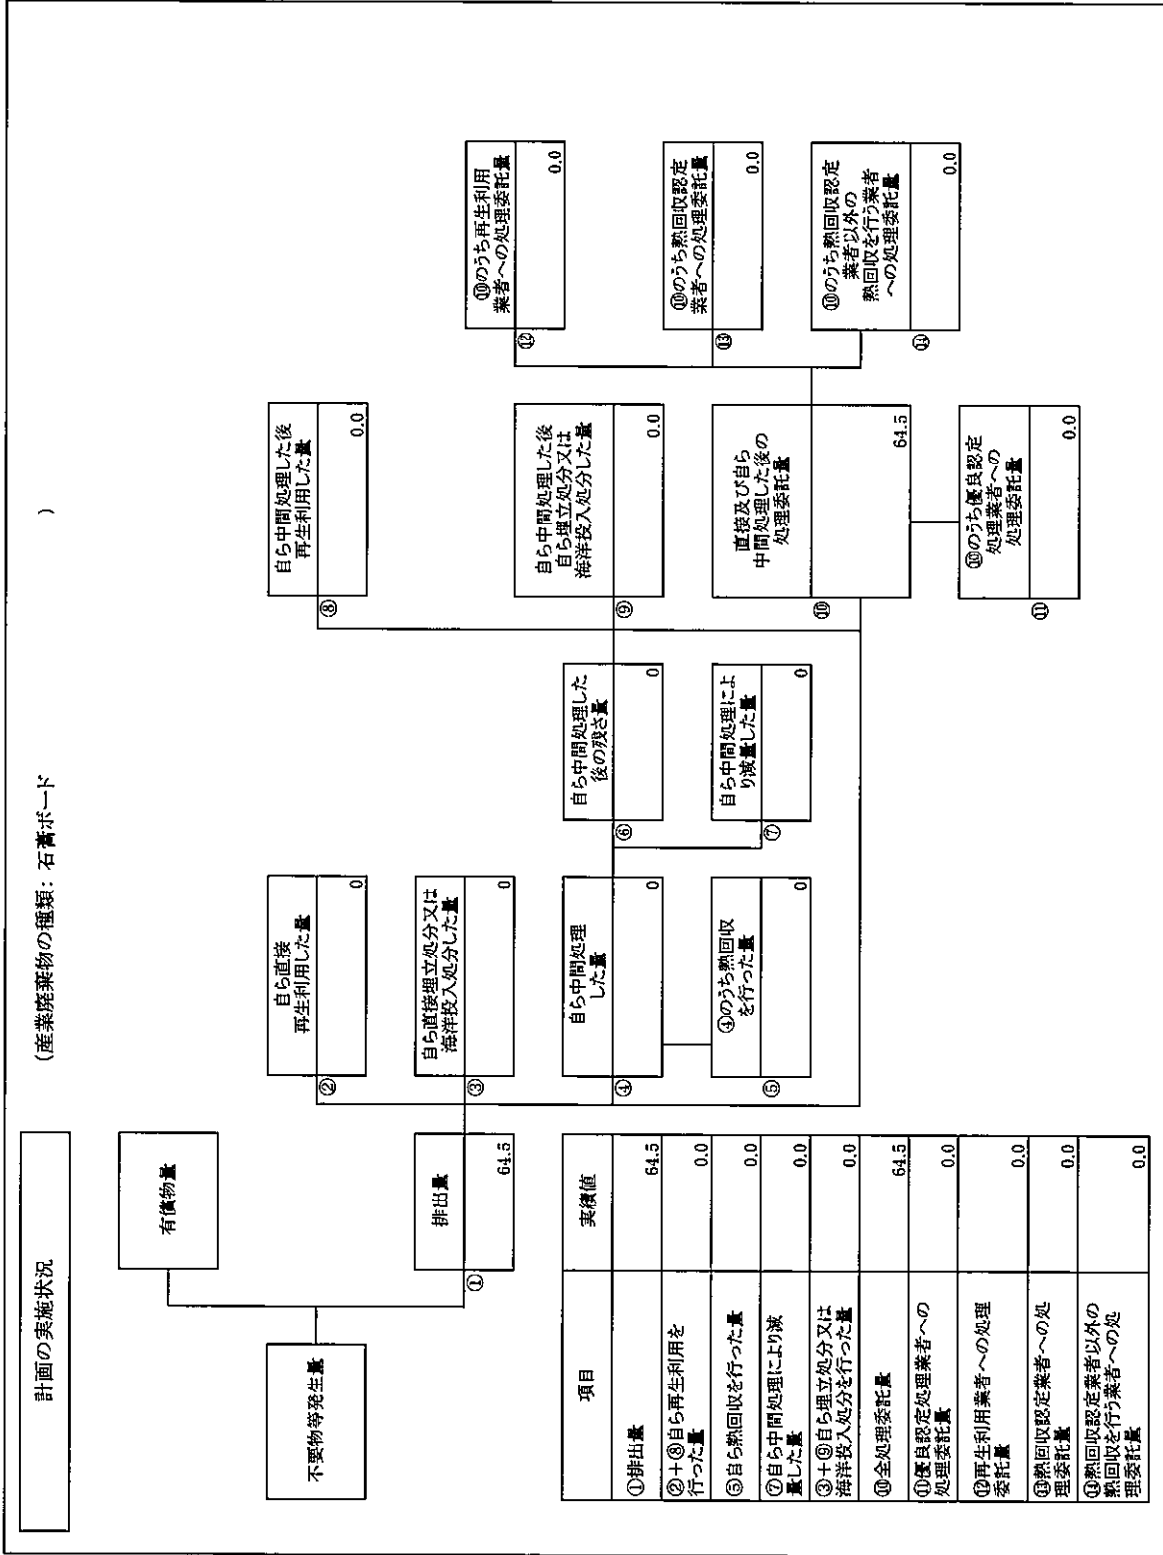 計画の実施状況
(産業廃棄物の種類: 石膏ボード
)
不要物等発生量
有償物量
排出量
①
64.5
自ら直接
再生利用した量
②
0
自ら直接埋立処分又は
海洋投入処分した量
③
0
自ら中間処理
した量
④
0
④のうち熱回収
を行った量
⑤
0
自ら中間処理した
後の残さ量
⑥
0
自ら中間処理によ
り減量した量
⑦
0
自ら中間処理した後
再生利用した量
⑧
0.0
自ら中間処理した後
自ら埋立処分又は
海洋投入処分した量
⑨
0.0
直接及び自ら
中間処理した後の
処理委託量
⑩
64.5
⑩のうち優良認定
処理業者への
処理委託量
⑪
0.0
⑩のうち再生利用
業者への処理委託量
⑫
0.0
⑩のうち熱回収認定
業者への処理委託量
⑬
0.0
⑩のうち熱回収認定
業者以外の
熱回収を行う業者
への処理委託量
⑭
0.0
項目
実績値
①排出量
64.5
②+⑧自ら再生利用を
行った量
0.0
⑤自ら熱回収を行った量
0.0
⑦自ら中間処理により減
量した量
0.0
③+⑨自ら埋立処分又は
海洋投入処分を行った量
0.0
⑩全処理委託量
64.5
⑪優良認定処理業者への
処理委託量
0.0
⑫再生利用業者への処理
委託量
0.0
⑬熱回収認定業者への処
理委託量
0.0
⑭熱回収認定業者以外の
熱回収を行う業者への処
理委託量
0.0